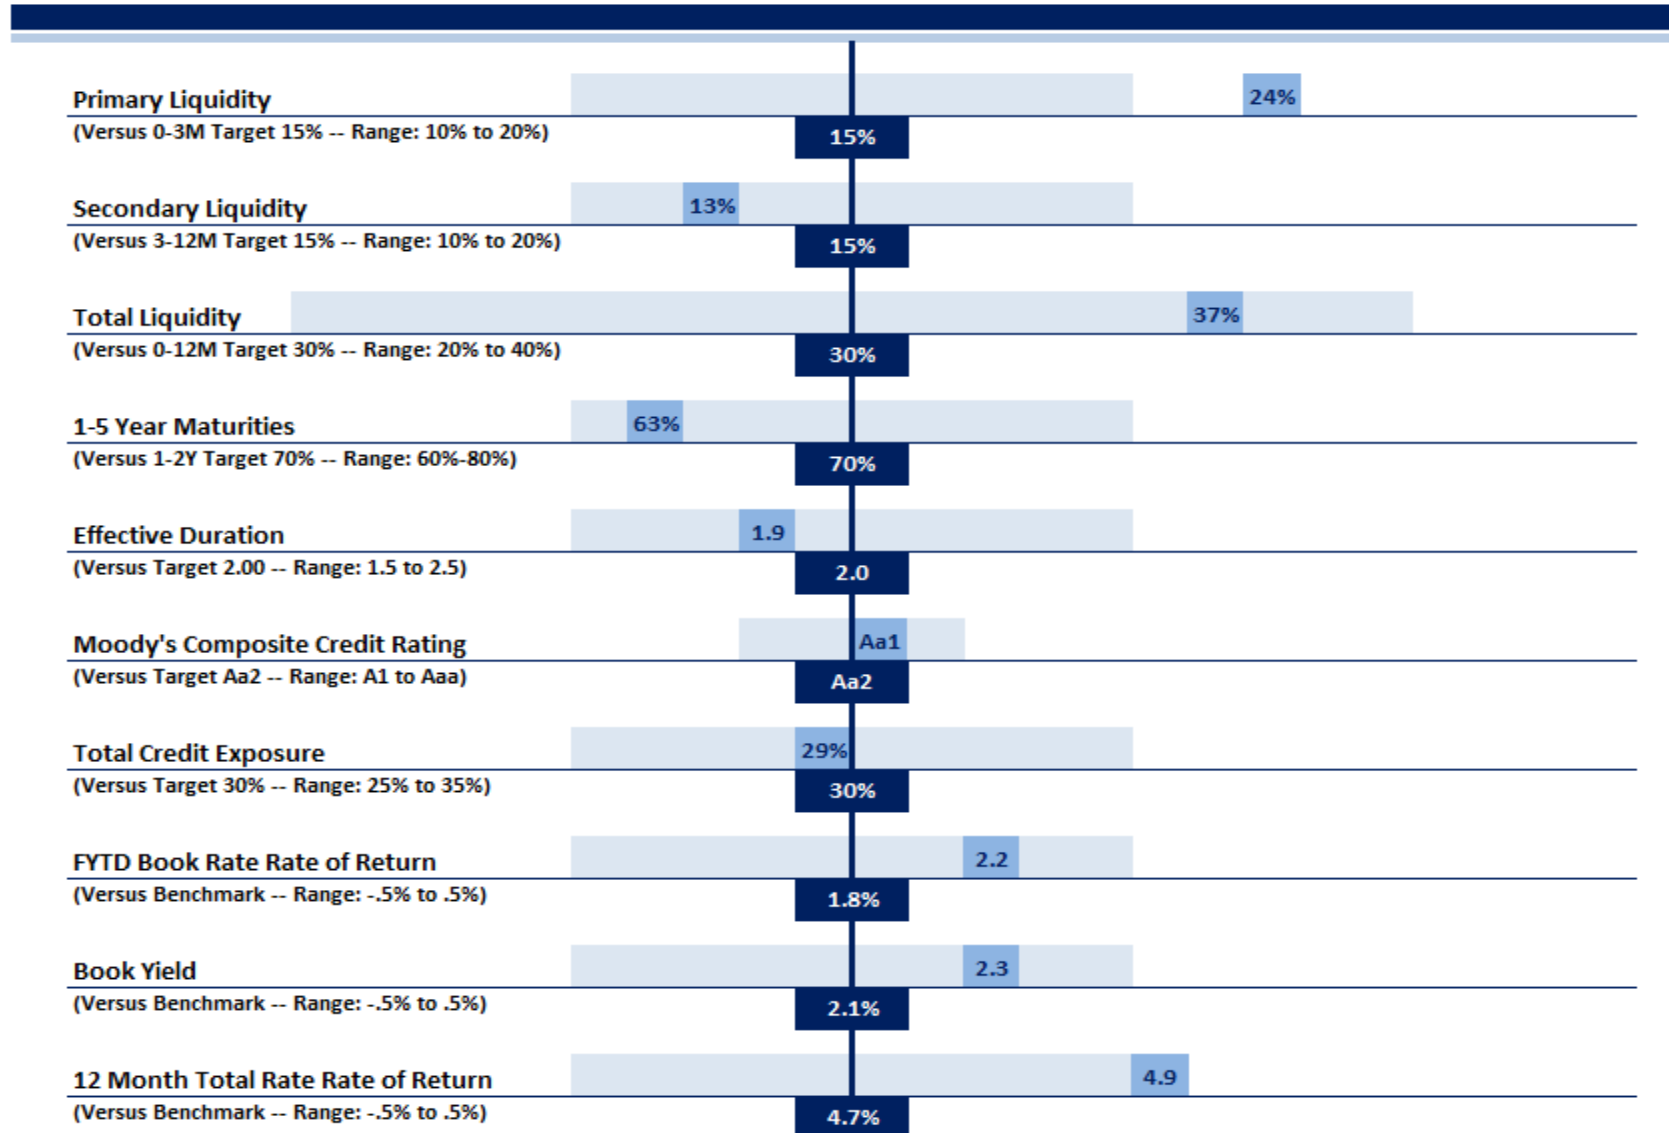 24%
Primary Liquidity
(Versus 0-3M Target 15% -- Range: 10% to 20%)
15%
13%
Secondary Liquidity
(Versus 3-12M Target 15% -- Range: 10% to 20%)
15%
37%
Total Liquidity
(Versus 0-12M Target 30% -- Range: 20% to 40%)
30%
63%
1-5 Year Maturities
(Versus 1-2Y Target 70% -- Range: 60%-80%)
70%
1.9
Effective Duration
(Versus Target 2.00 -- Range: 1.5 to 2.5)
2.0
Aa1
Moody's Composite Credit Rating
(Versus Target Aa2 -- Range: A1 to Aaa)
Aa2
29%
Total Credit Exposure
(Versus Target 30% -- Range: 25% to 35%)
30%
2.2
FYTD Book Rate Rate of Return
(Versus Benchmark -- Range: -.5% to .5%)
1.8%
2.3
Book Yield
(Versus Benchmark -- Range: -.5% to .5%)
2.1%
4.9
12 Month Total Rate Rate of Return
(Versus Benchmark -- Range: -.5% to .5%)
4.7%